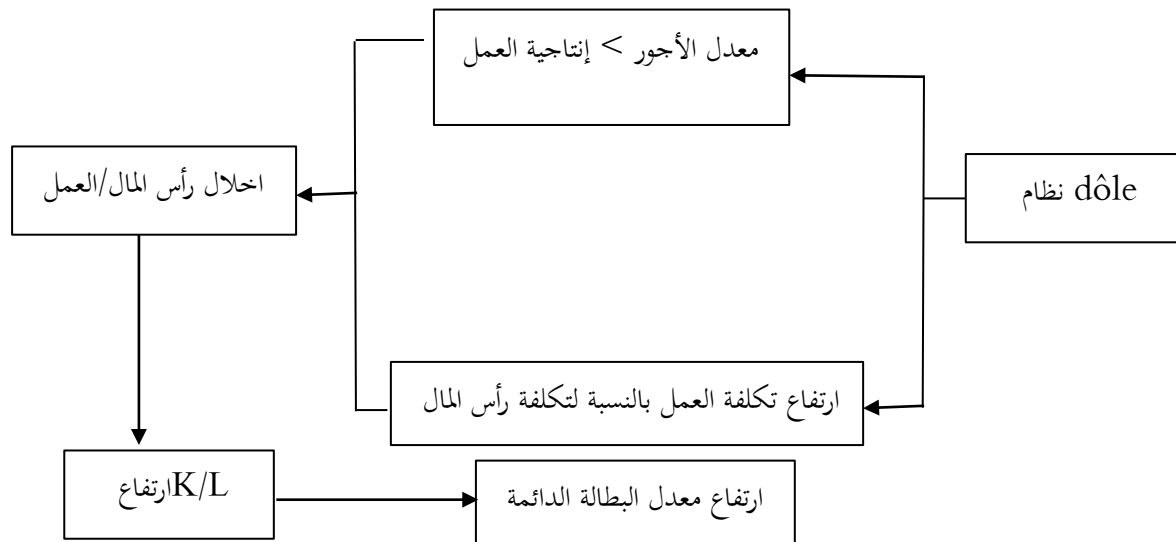 معدل الأجور > إنتاجية العمل
نظام dôle
اخلال رأس المال/العمل
ارتفاع تكلفة العمل بالنسبة لتكلفة رأس المال
ارتفاعK/L
ارتفاع معدل البطالة الدائمة